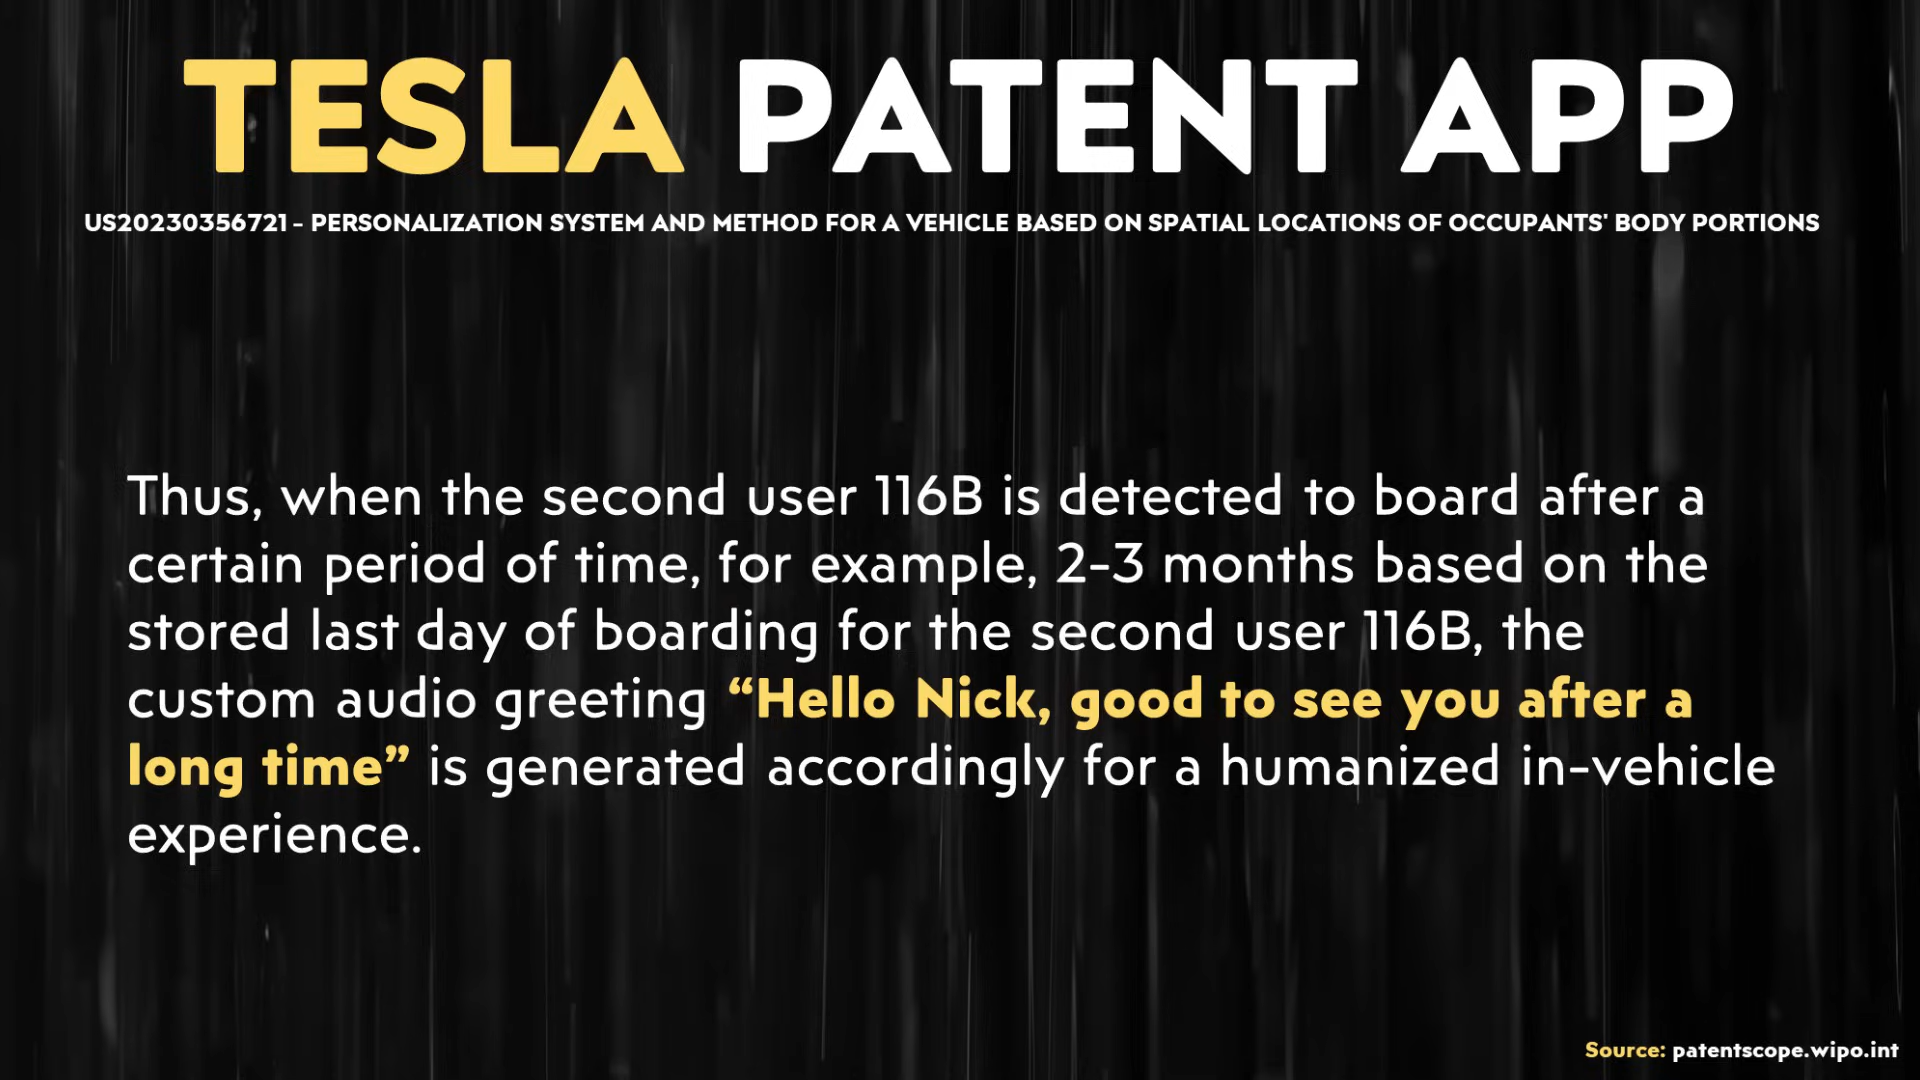 TESLA PATENT APP
US20230356721 - PERSONALIZATION SYSTEM AND METHOD FOR A VEHICLE BASED ON SPATIAL LOCATIONS OF OCCUPANTS' BODY PORTIONS
Thus, when the second user 116B is detected to board after a
certain period of time, for example, 2-3 months based on the
stored last day of boarding for the second user 116B, the
custom audio greeting “Hello Nick, good to see you after a
long time” is generated accordingly for a humanized in-vehicle
experience.
Source: patentscope.wipo.int